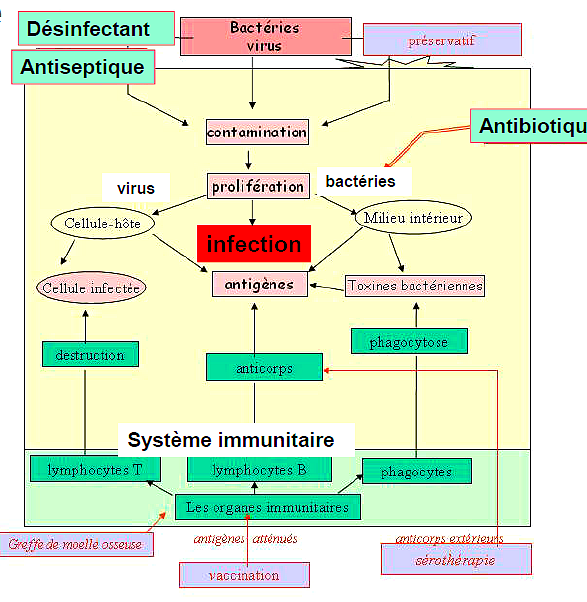 Désinfectant
Bactéries
virus
préservatif
Antiseptique
contamination
Antibiotiqu
virus
prolifération
bactéries
Cellule-hôte
Milieu intérieur
infection
Cellule infectée
antigènes
Toxines bactériennes
destruction
anticorps
phagocytose
Système immunitaire
lymphocytes T
lymphocytes B
phagocytes
Les organes immunitaires
Greffe de moelle osseuse
antigènes atténués
anticorps extérieurs
sérothérapie
vaccination